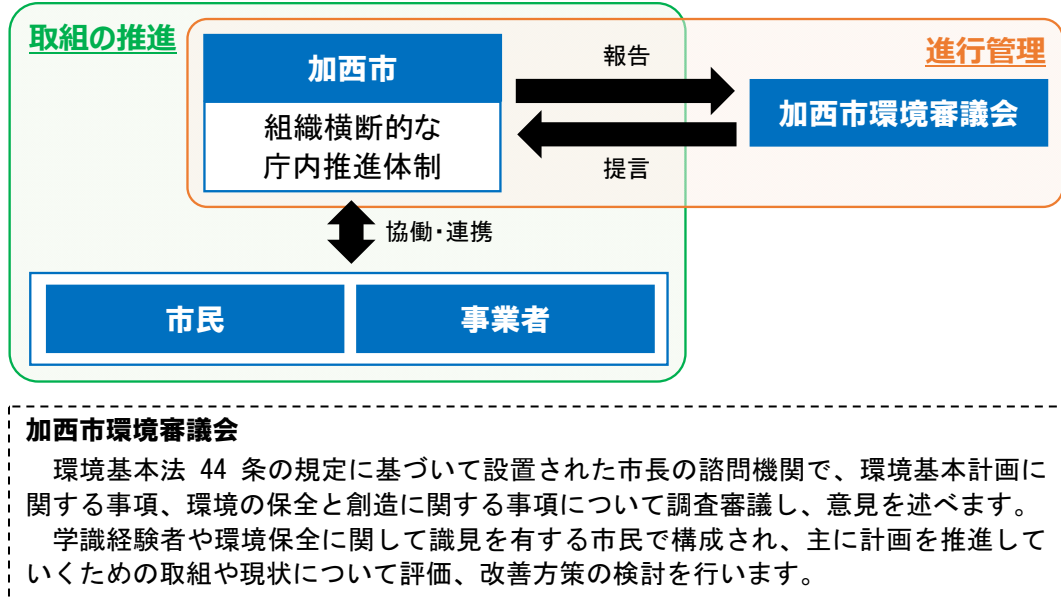 取組の推進
進行管理
加西市
組織横断的な
庁内推進体制
報告
提言
加西市環境審議会
協働・連携
市民
事業者
加西市環境審議会
環境基本法 44 条の規定に基づいて設置された市長の諮問機関で、環境基本計画に
関する事項、環境の保全と創造に関する事項について調査審議し、意見を述べます。
学識経験者や環境保全に関して識見を有する市民で構成され、主に計画を推進して
いくための取組や現状について評価、改善方策の検討を行います。